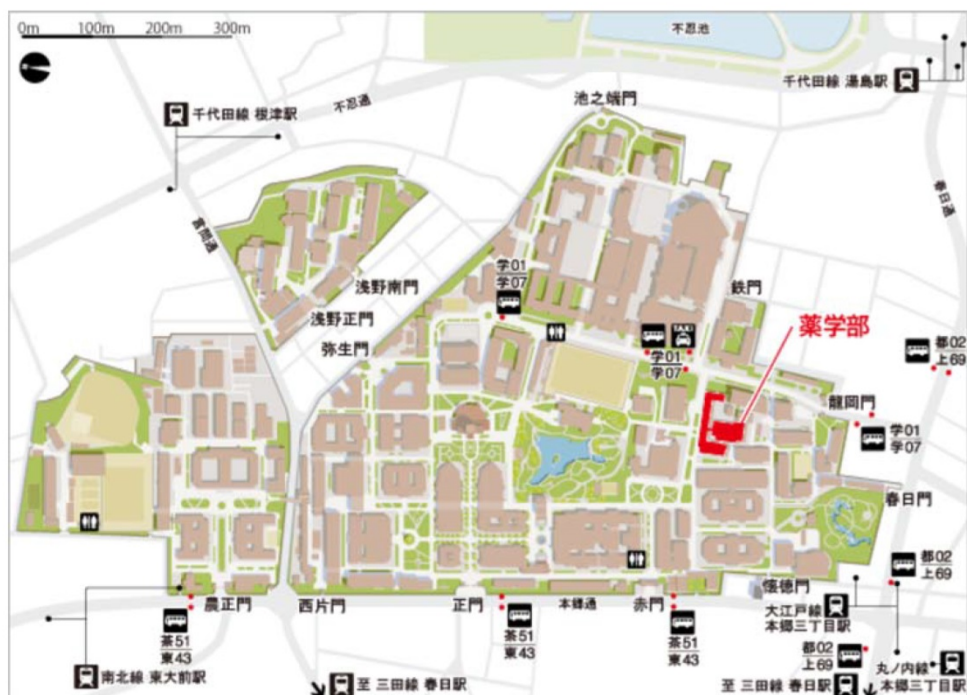 0m 100m 200m 300m
不忍池
千代田線 湯島駅
千代田線 根津駅
不忍通
池之端門
春日通
言問通
学01
学07
浅野南門
鉄門
浅野正門
薬学部
弥生門
TAXI
学01
学07
都02
上69
龍岡門
学01
学07
春日門
都02
上69
懐徳門
農正門
西片門
正門
本郷通
赤門
大江戸線
本郷三丁目駅
茶51
東43
茶51
東43
茶51
東43
都02
上69
丸ノ内線
本郷三丁目駅
南北線 東大前駅
至 三田線 春日駅
至 三田線 春日駅